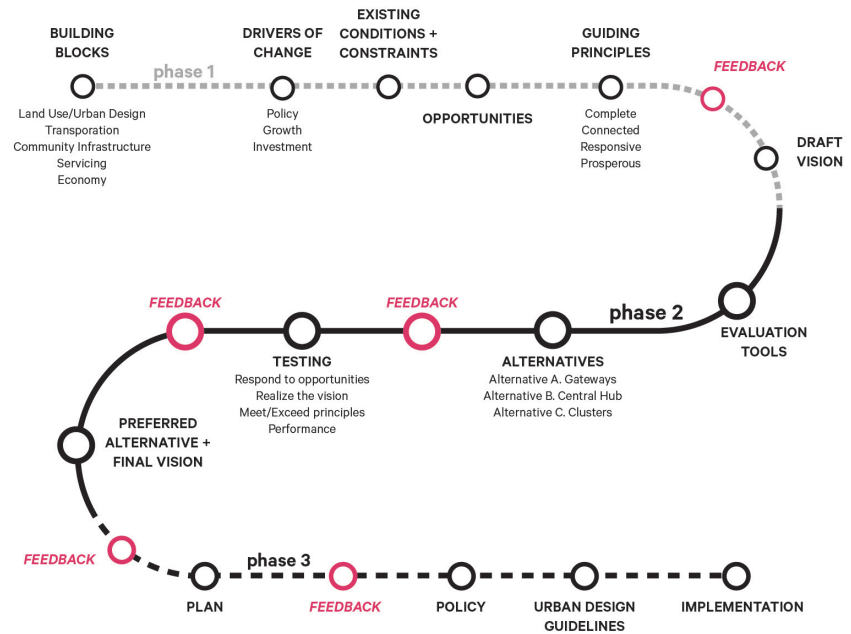 BUILDING
BLOCKS
phase 1
Land Use/Urban Design
Transporation
Community Infrastructure
Servicing
Economy
DRIVERS OF
CHANGE
Policy
Growth
Investment
EXISTING
CONDITIONS +
CONSTRAINTS
OPPORTUNITIES
GUIDING
PRINCIPLES
Complete
Connected
Responsive
Prosperous
FEEDBACK
DRAFT
VISION
EVALUATION
TOOLS
phase 2
ALTERNATIVES
Alternative A. Gateways
Alternative B. Central Hub
Alternative C. Clusters
FEEDBACK
TESTING
Respond to opportunities
Realize the vision
Meet/Exceed principles
Performance
FEEDBACK
PREFERRED
ALTERNATIVE +
FINAL VISION
FEEDBACK
phase 3
PLAN
FEEDBACK
POLICY
URBAN DESIGN
GUIDELINES
IMPLEMENTATION